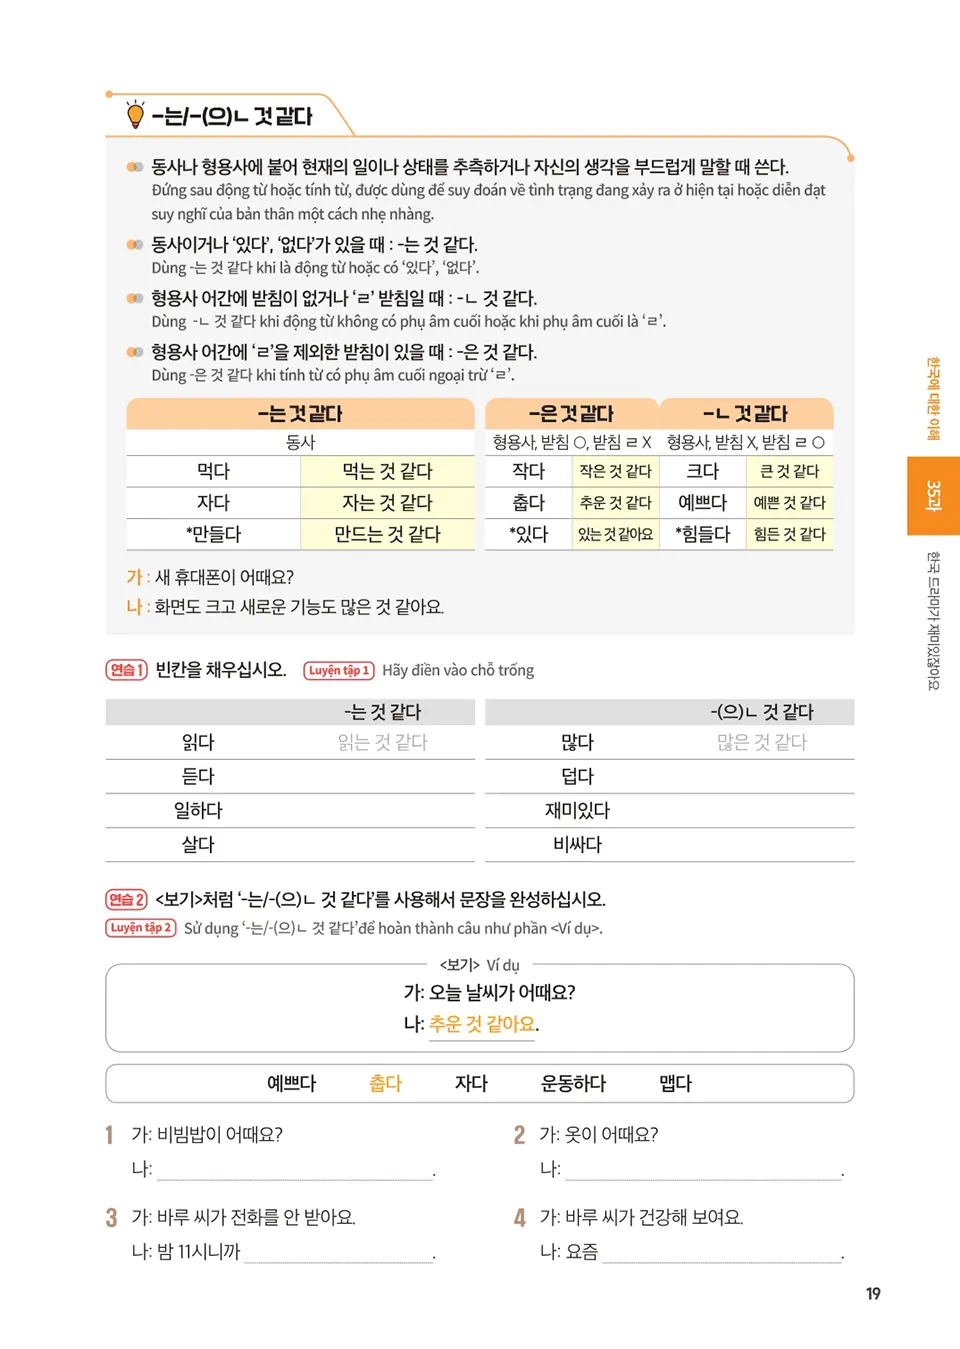 -는/-(으)ㄴ 것 같다
동사나 형용사에 붙어 현재의 일이나 상태를 추측하거나 자신의 생각을 부드럽게 말할 때 쓴다.
Đứng sau động từ hoặc tính từ, được dùng để suy đoán về tình trạng đang xảy ra ở hiện tại hoặc diễn đạt
suy nghĩ của bản thân một cách nhẹ nhàng.
동사이거나 ‘있다’, ‘없다’가 있을 때 : -는 것 같다.
Dùng -는 것 같다 khi là động từ hoặc có ‘있다’, ‘없다’.
형용사 어간에 받침이 없거나 ‘ㄹ’ 받침일 때 : -ㄴ 것 같다.
Dùng -ㄴ 것 같다 khi động từ không có phụ âm cuối hoặc khi phụ âm cuối là ‘ㄹ’.
형용사 어간에 ‘ㄹ’을 제외한 받침이 있을 때 : -은 것 같다.
Dùng -은 것 같다 khi tính từ có phụ âm cuối ngoại trừ ‘ㄹ’.
-는 것 같다 -은 것 같다 -ㄴ 것 같다
동사 형용사, 받침 ○, 받침 ㄹ X 형용사, 받침 X, 받침 ㄹ ○
먹다 먹는 것 같다 작다 작은 것 같다 크다 큰 것 같다
자다 자는 것 같다 춥다 추운 것 같다 예쁘다 예쁜 것 같다
*만들다 만드는 것 같다 *있다 있는 것 같아요 *힘들다 힘든 것 같다
가 : 새 휴대폰이 어때요?
나 : 화면도 크고 새로운 기능도 많은 것 같아요.
연습 1 빈칸을 채우십시오. Luyện tập 1 Hãy điền vào chỗ trống
-는 것 같다 -(으)ㄴ 것 같다
읽다 읽는 것 같다 많다 많은 것 같다
듣다 덥다
일하다 재미있다
살다 비싸다
연습 2 <보기>처럼 ‘-는/-(으)ㄴ 것 같다’를 사용해서 문장을 완성하십시오.
Luyện tập 2 Sử dụng ‘-는/-(으)ㄴ 것 같다’để hoàn thành câu như phần <Ví dụ>.
<보기> Ví dụ
가: 오늘 날씨가 어때요?
나: 추운 것 같아요.
예쁘다 춥다 자다 운동하다 맵다
1 가: 비빔밥이 어때요?
나: .
2 가: 옷이 어때요?
나: .
3 가: 바루 씨가 전화를 안 받아요.
나: 밤 11시니까 .
4 가: 바루 씨가 건강해 보여요.
나: 요즘 .
한국에 대한 이해
35과
한국 드라마가 재미있잖아요
19